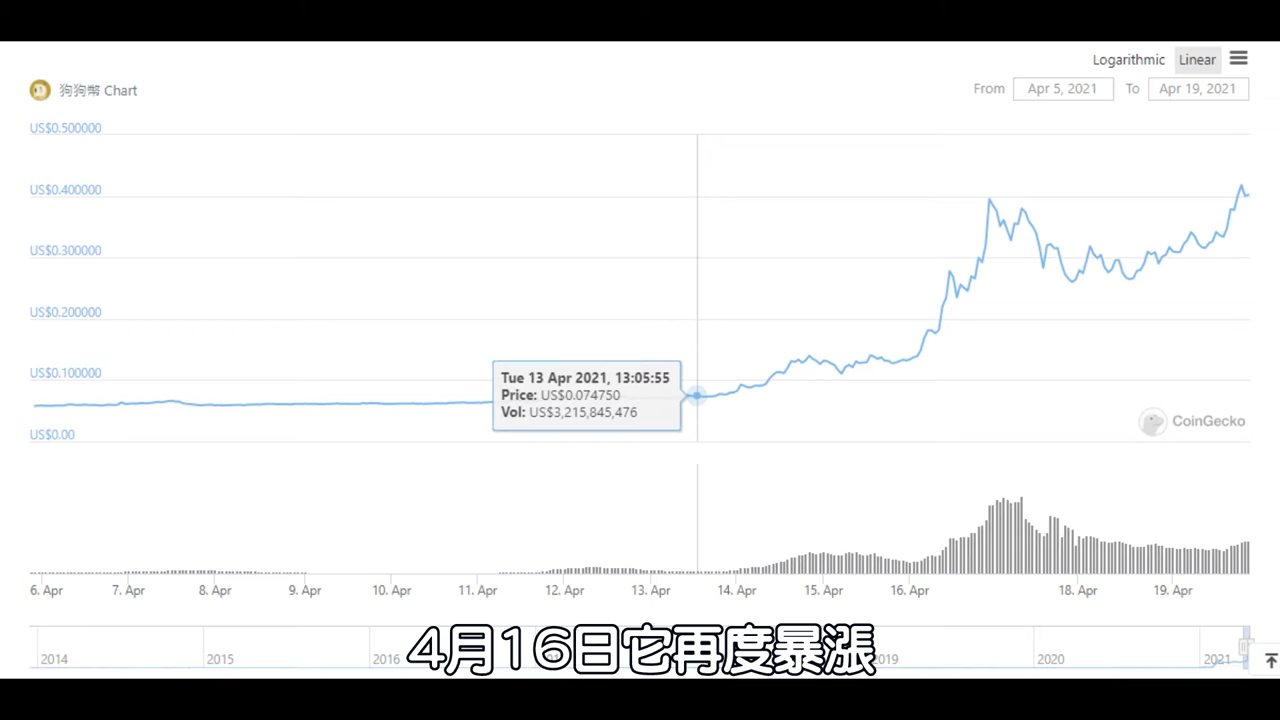 Logarithmic Linear
狗狗幣 Chart
From Apr 5, 2021 To Apr 19, 2021
US$0.500000
US$0.400000
US$0.300000
US$0.200000
US$0.100000
US$0.00
Tue 13 Apr 2021, 13:05:55
Price: US$0.074750
Vol: US$3,215,845,476
CoinGecko
6. Apr 7. Apr 8. Apr 9. Apr 10. Apr 11. Apr 12. Apr 13. Apr 14. Apr 15. Apr 16. Apr 18. Apr 19. Apr
2014 2015 2016 2019 2020 2021
4月16日它再度暴漲